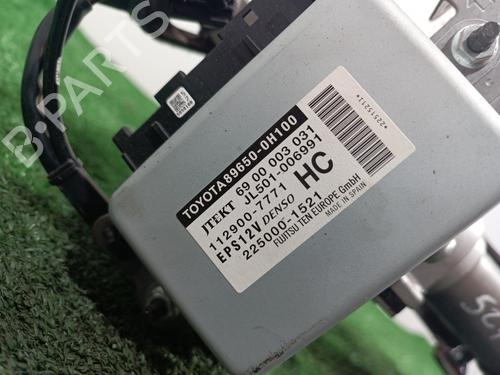 TOYOTA 89650-0H100
JTEKT 69 00 003 031
JL501-006991
112900-7771
EPS12V DENSO HC
225000-1521
FUJITSU TEN EUROPE GmbH
MADE IN SPAIN
*225115211*
B-PARTS